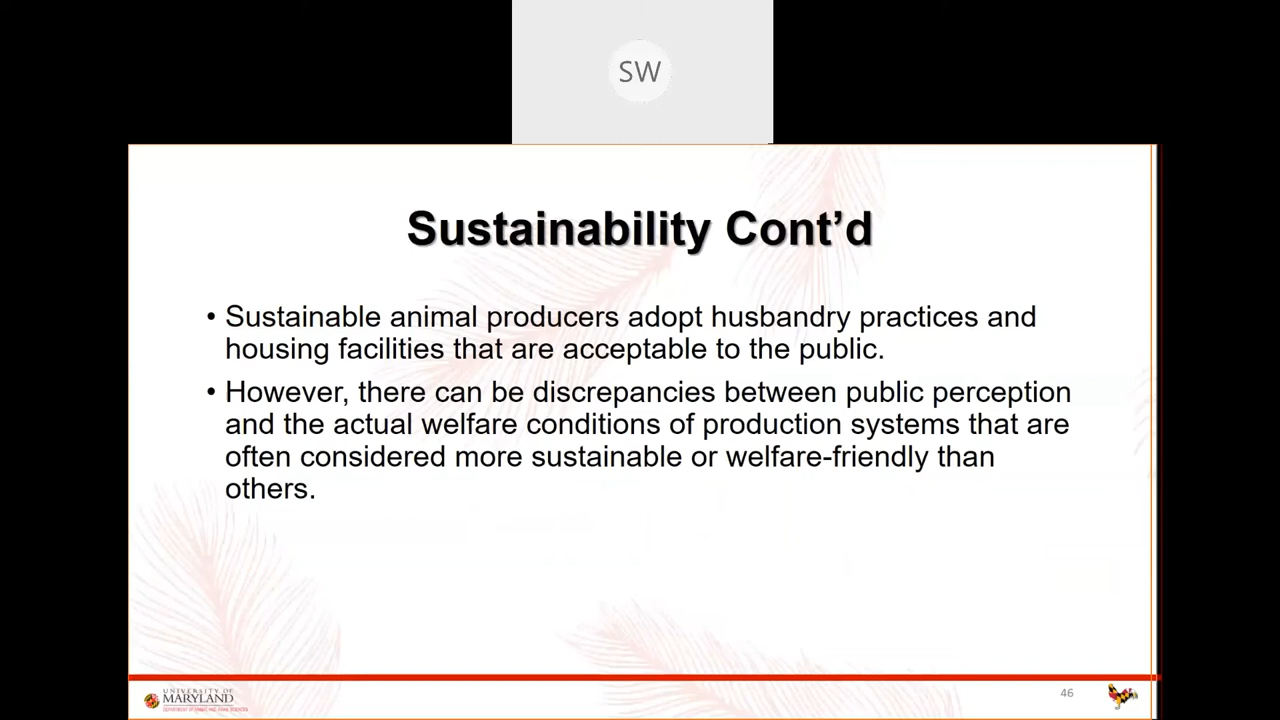 SW
Sustainability Cont’d
• Sustainable animal producers adopt husbandry practices and
housing facilities that are acceptable to the public.
• However, there can be discrepancies between public perception
and the actual welfare conditions of production systems that are
often considered more sustainable or welfare-friendly than
others.
UNIVERSITY OF
MARYLAND
46